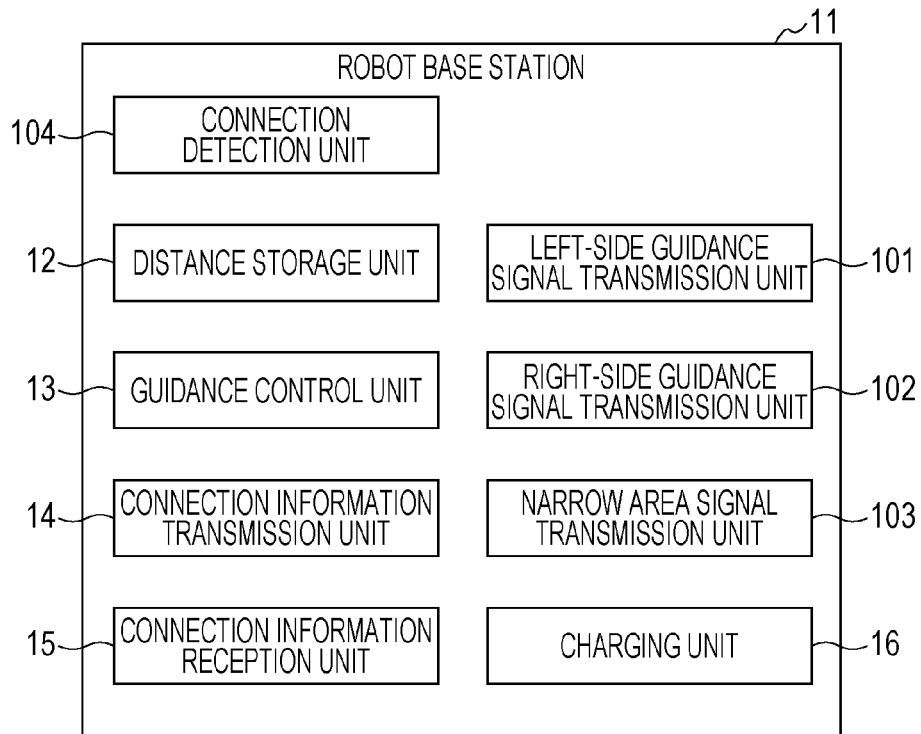 11
ROBOT BASE STATION
104
CONNECTION
DETECTION UNIT
12
DISTANCE STORAGE UNIT
LEFT-SIDE GUIDANCE
SIGNAL TRANSMISSION UNIT
101
13
GUIDANCE CONTROL UNIT
RIGHT-SIDE GUIDANCE
SIGNAL TRANSMISSION UNIT
102
14
CONNECTION INFORMATION
TRANSMISSION UNIT
NARROW AREA SIGNAL
TRANSMISSION UNIT
103
15
CONNECTION INFORMATION
RECEPTION UNIT
CHARGING UNIT
16